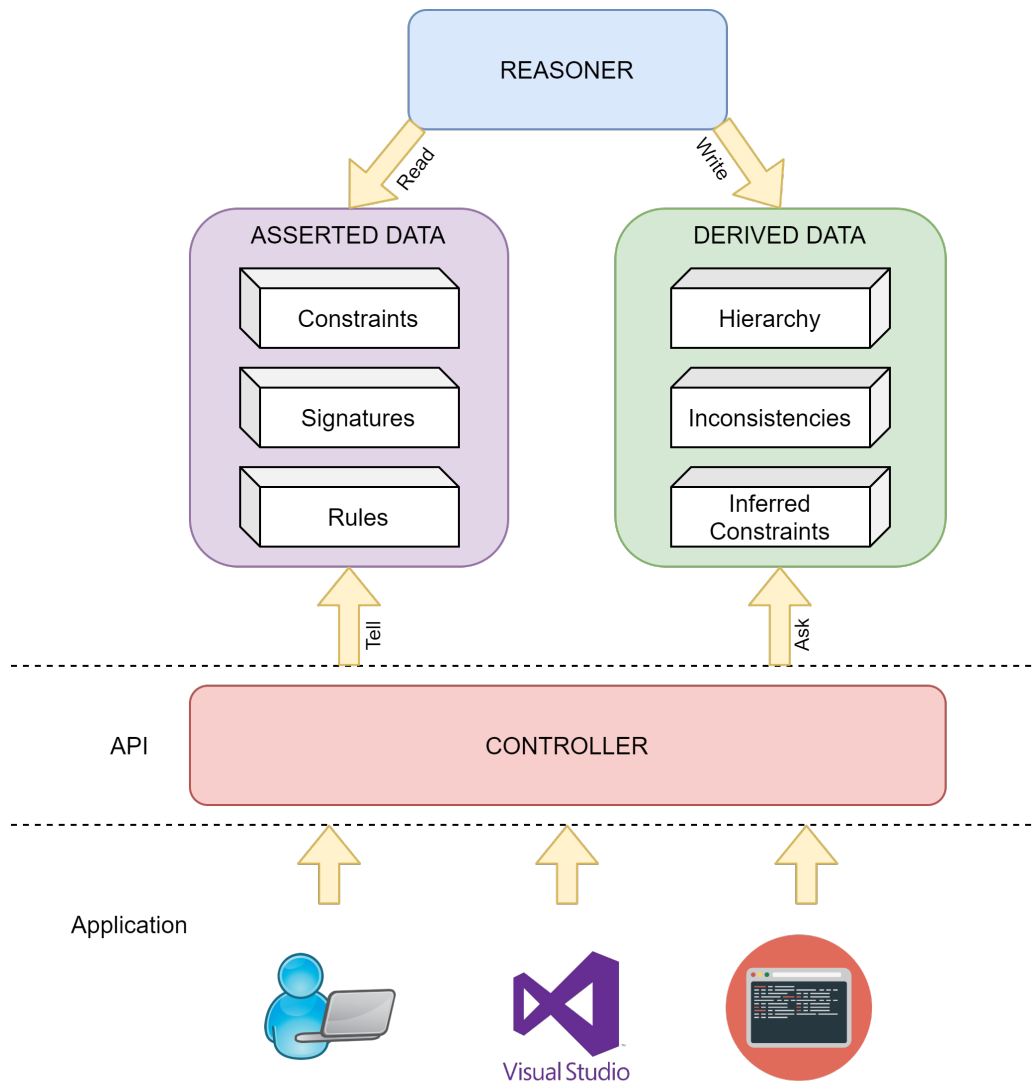 REASONER
Read
Write
ASSERTED DATA
Constraints
Signatures
Rules
DERIVED DATA
Hierarchy
Inconsistencies
Inferred
Constraints
Tell
Ask
API
CONTROLLER
Application
Visual Studio